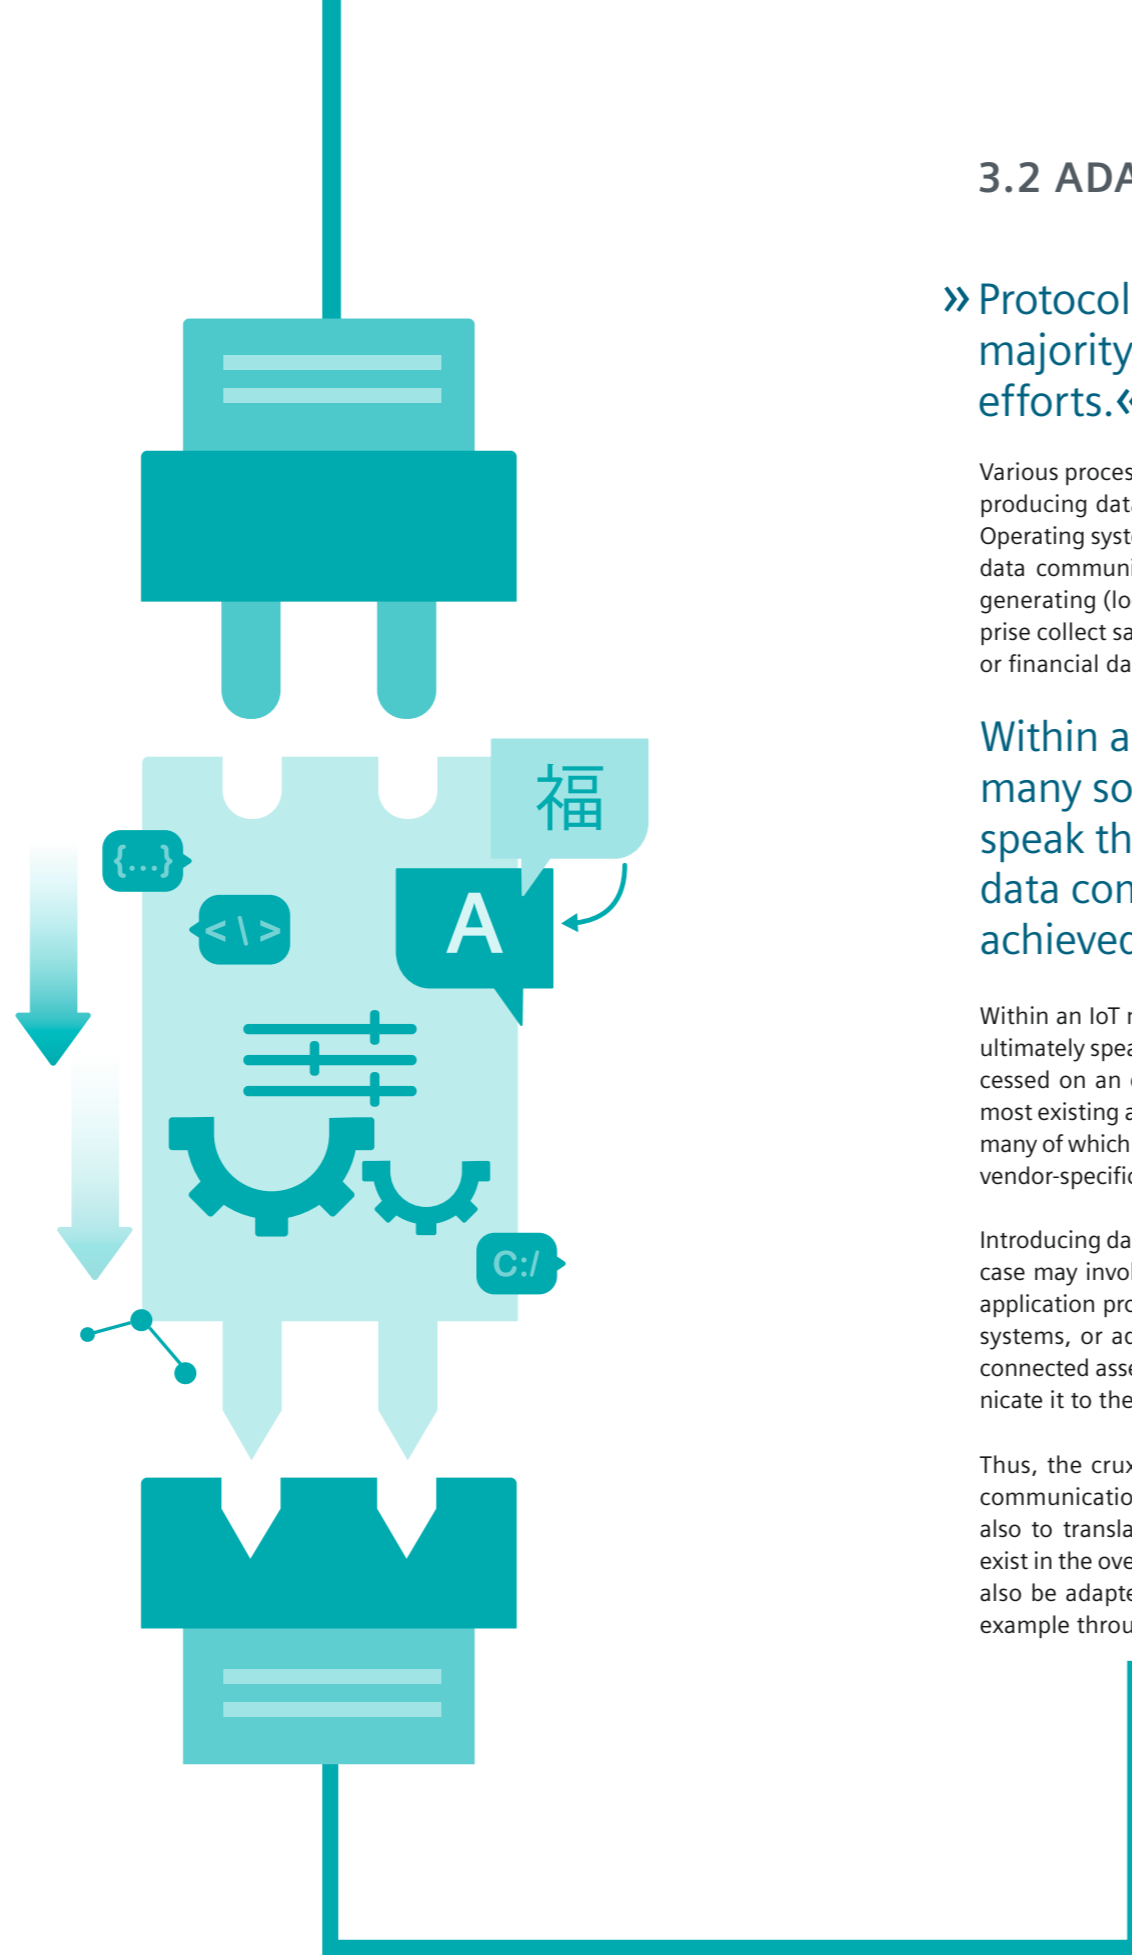 福
{...}
A
<\>
C:/
3.2 ADA
» Protocol
majority
efforts.«
Various proces
producing data
Operating syst
data communi
generating (lo
prise collect sa
or financial da
Within a
many so
speak th
data con
achieved
Within an IoT
ultimately spea
cessed on an
most existing a
many of which
vendor-specific
Introducing da
case may invol
application pro
systems, or ad
connected asse
nicate it to the
Thus, the crux
communicatio
also to transla
exist in the ove
also be adapte
example throu